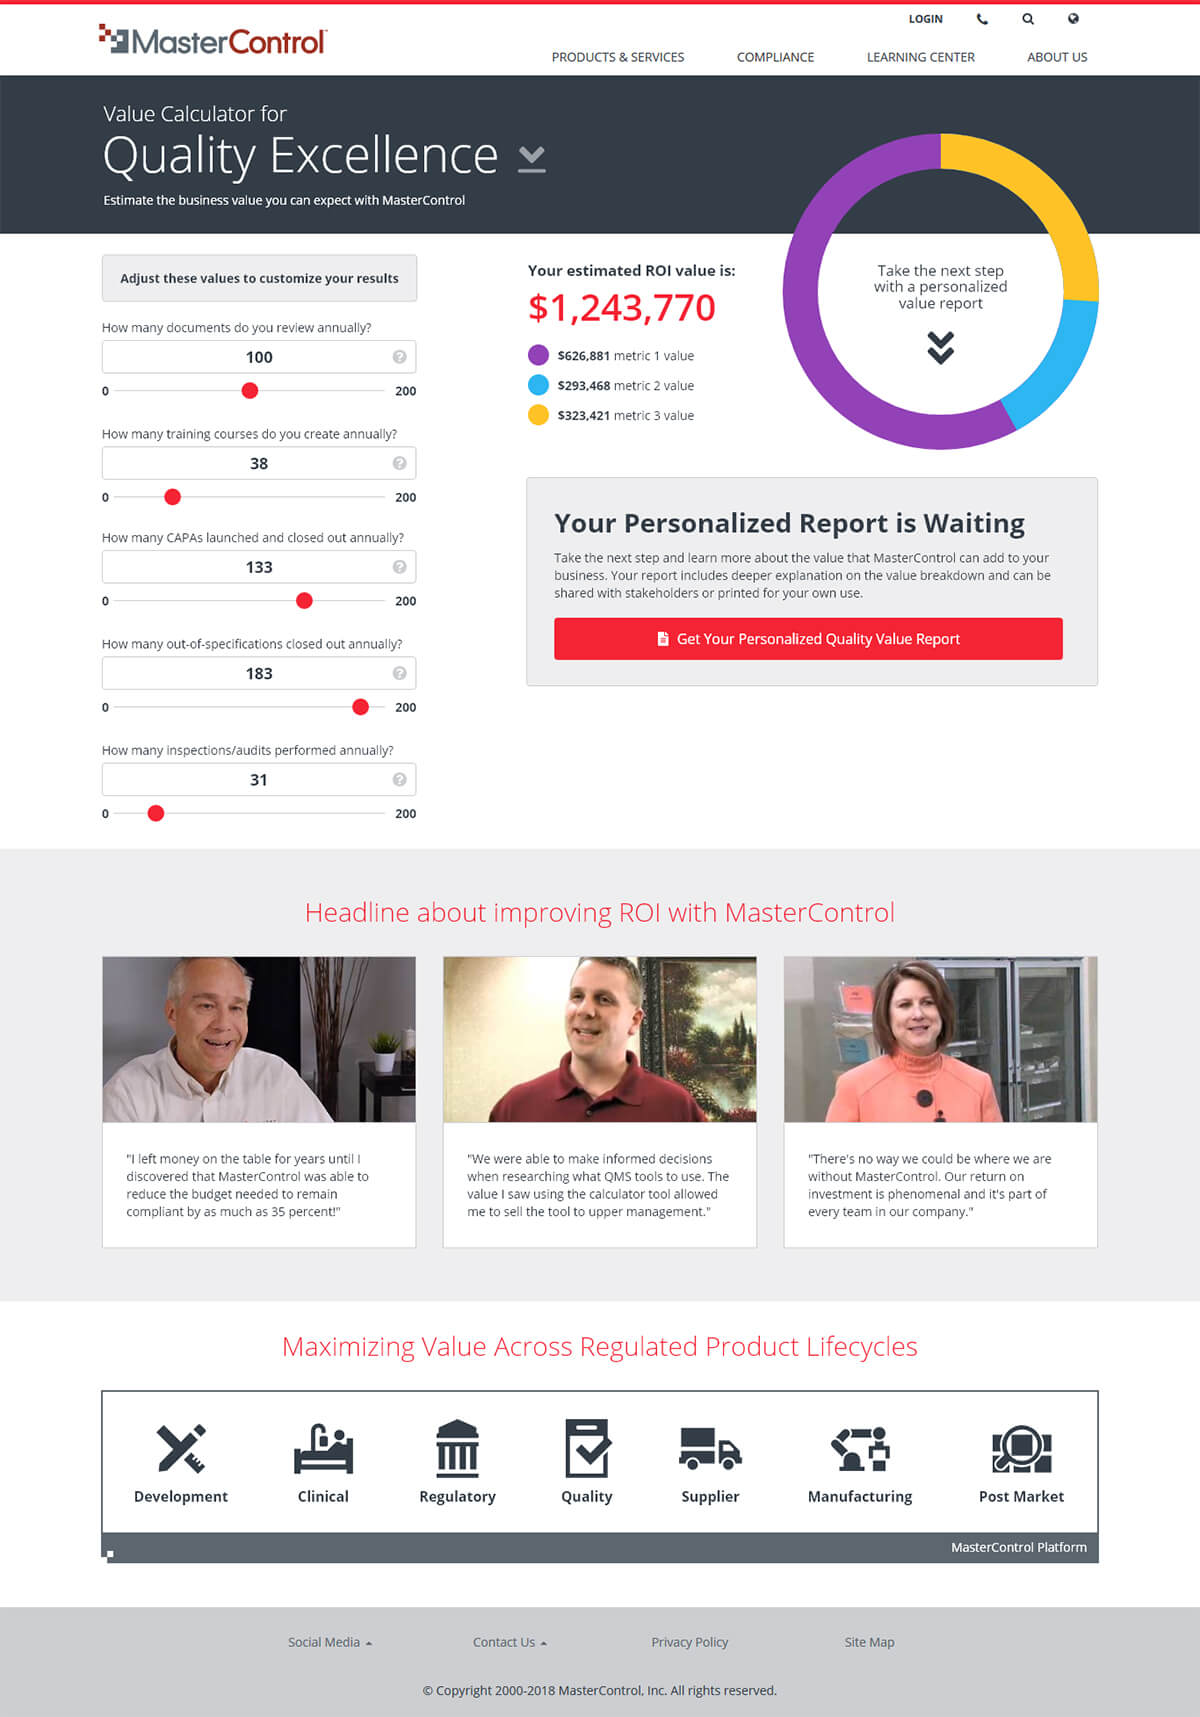 LOGIN
MasterControl
PRODUCTS & SERVICES
COMPLIANCE
LEARNING CENTER
ABOUT US
Value Calculator for
Quality Excellence
Estimate the business value you can expect with MasterControl
Adjust these values to customize your results
How many documents do you review annually?
100
?
0
200
How many training courses do you create annually?
38
?
0
200
How many CAPAs launched and closed out annually?
133
?
0
200
How many out-of-specifications closed out annually?
183
?
0
200
How many inspections/audits performed annually?
31
?
0
200
Your estimated ROI value is:
$1,243,770
$626,881 metric 1 value
$293,468 metric 2 value
$323,421 metric 3 value
Take the next step
with a personalized
value report
Your Personalized Report is Waiting
Take the next step and learn more about the value that MasterControl can add to your
business. Your report includes deeper explanation on the value breakdown and can be
shared with stakeholders or printed for your own use.
Get Your Personalized Quality Value Report
Headline about improving ROI with MasterControl
"I left money on the table for years until I
discovered that MasterControl was able to
reduce the budget needed to remain
compliant by as much as 35 percent!"
"We were able to make informed decisions
when researching what QMS tools to use. The
value I saw using the calculator tool allowed
me to sell the tool to upper management."
"There's no way we could be where we are
without MasterControl. Our return on
investment is phenomenal and it's part of
every team in our company."
Maximizing Value Across Regulated Product Lifecycles
Development
Clinical
Regulatory
Quality
Supplier
Manufacturing
Post Market
MasterControl Platform
Social Media
Contact Us
Privacy Policy
Site Map
© Copyright 2000-2018 MasterControl, Inc. All rights reserved.